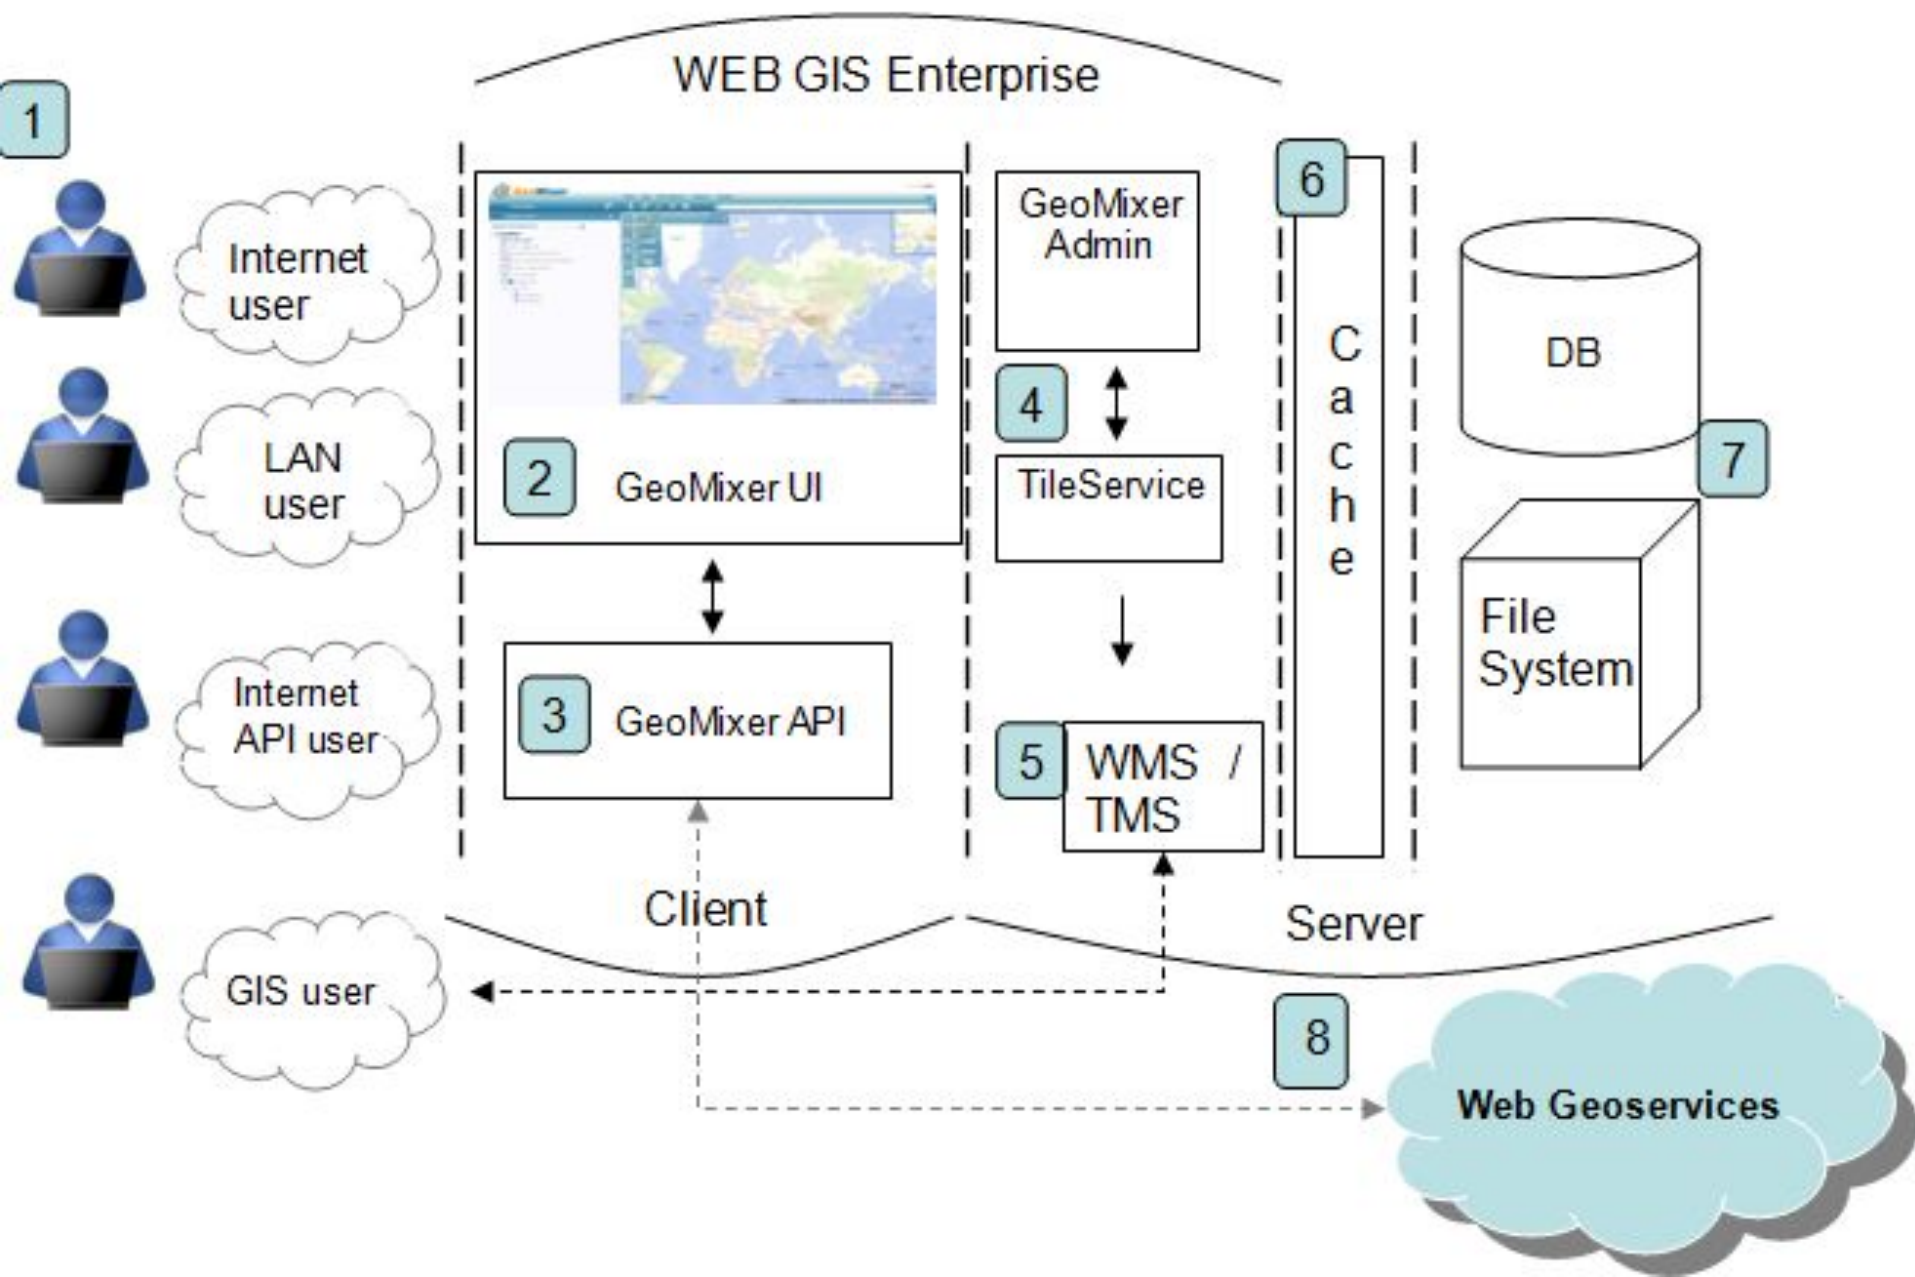 WEB GIS Enterprise
1
Internet
user
LAN
user
Internet
API user
GIS user
2
GeoMixer UI
3
GeoMixer API
Client
GeoMixer
Admin
4
TileService
5
WMS /
TMS
6
C
a
c
h
e
DB
7
File
System
Server
8
Web Geoservices